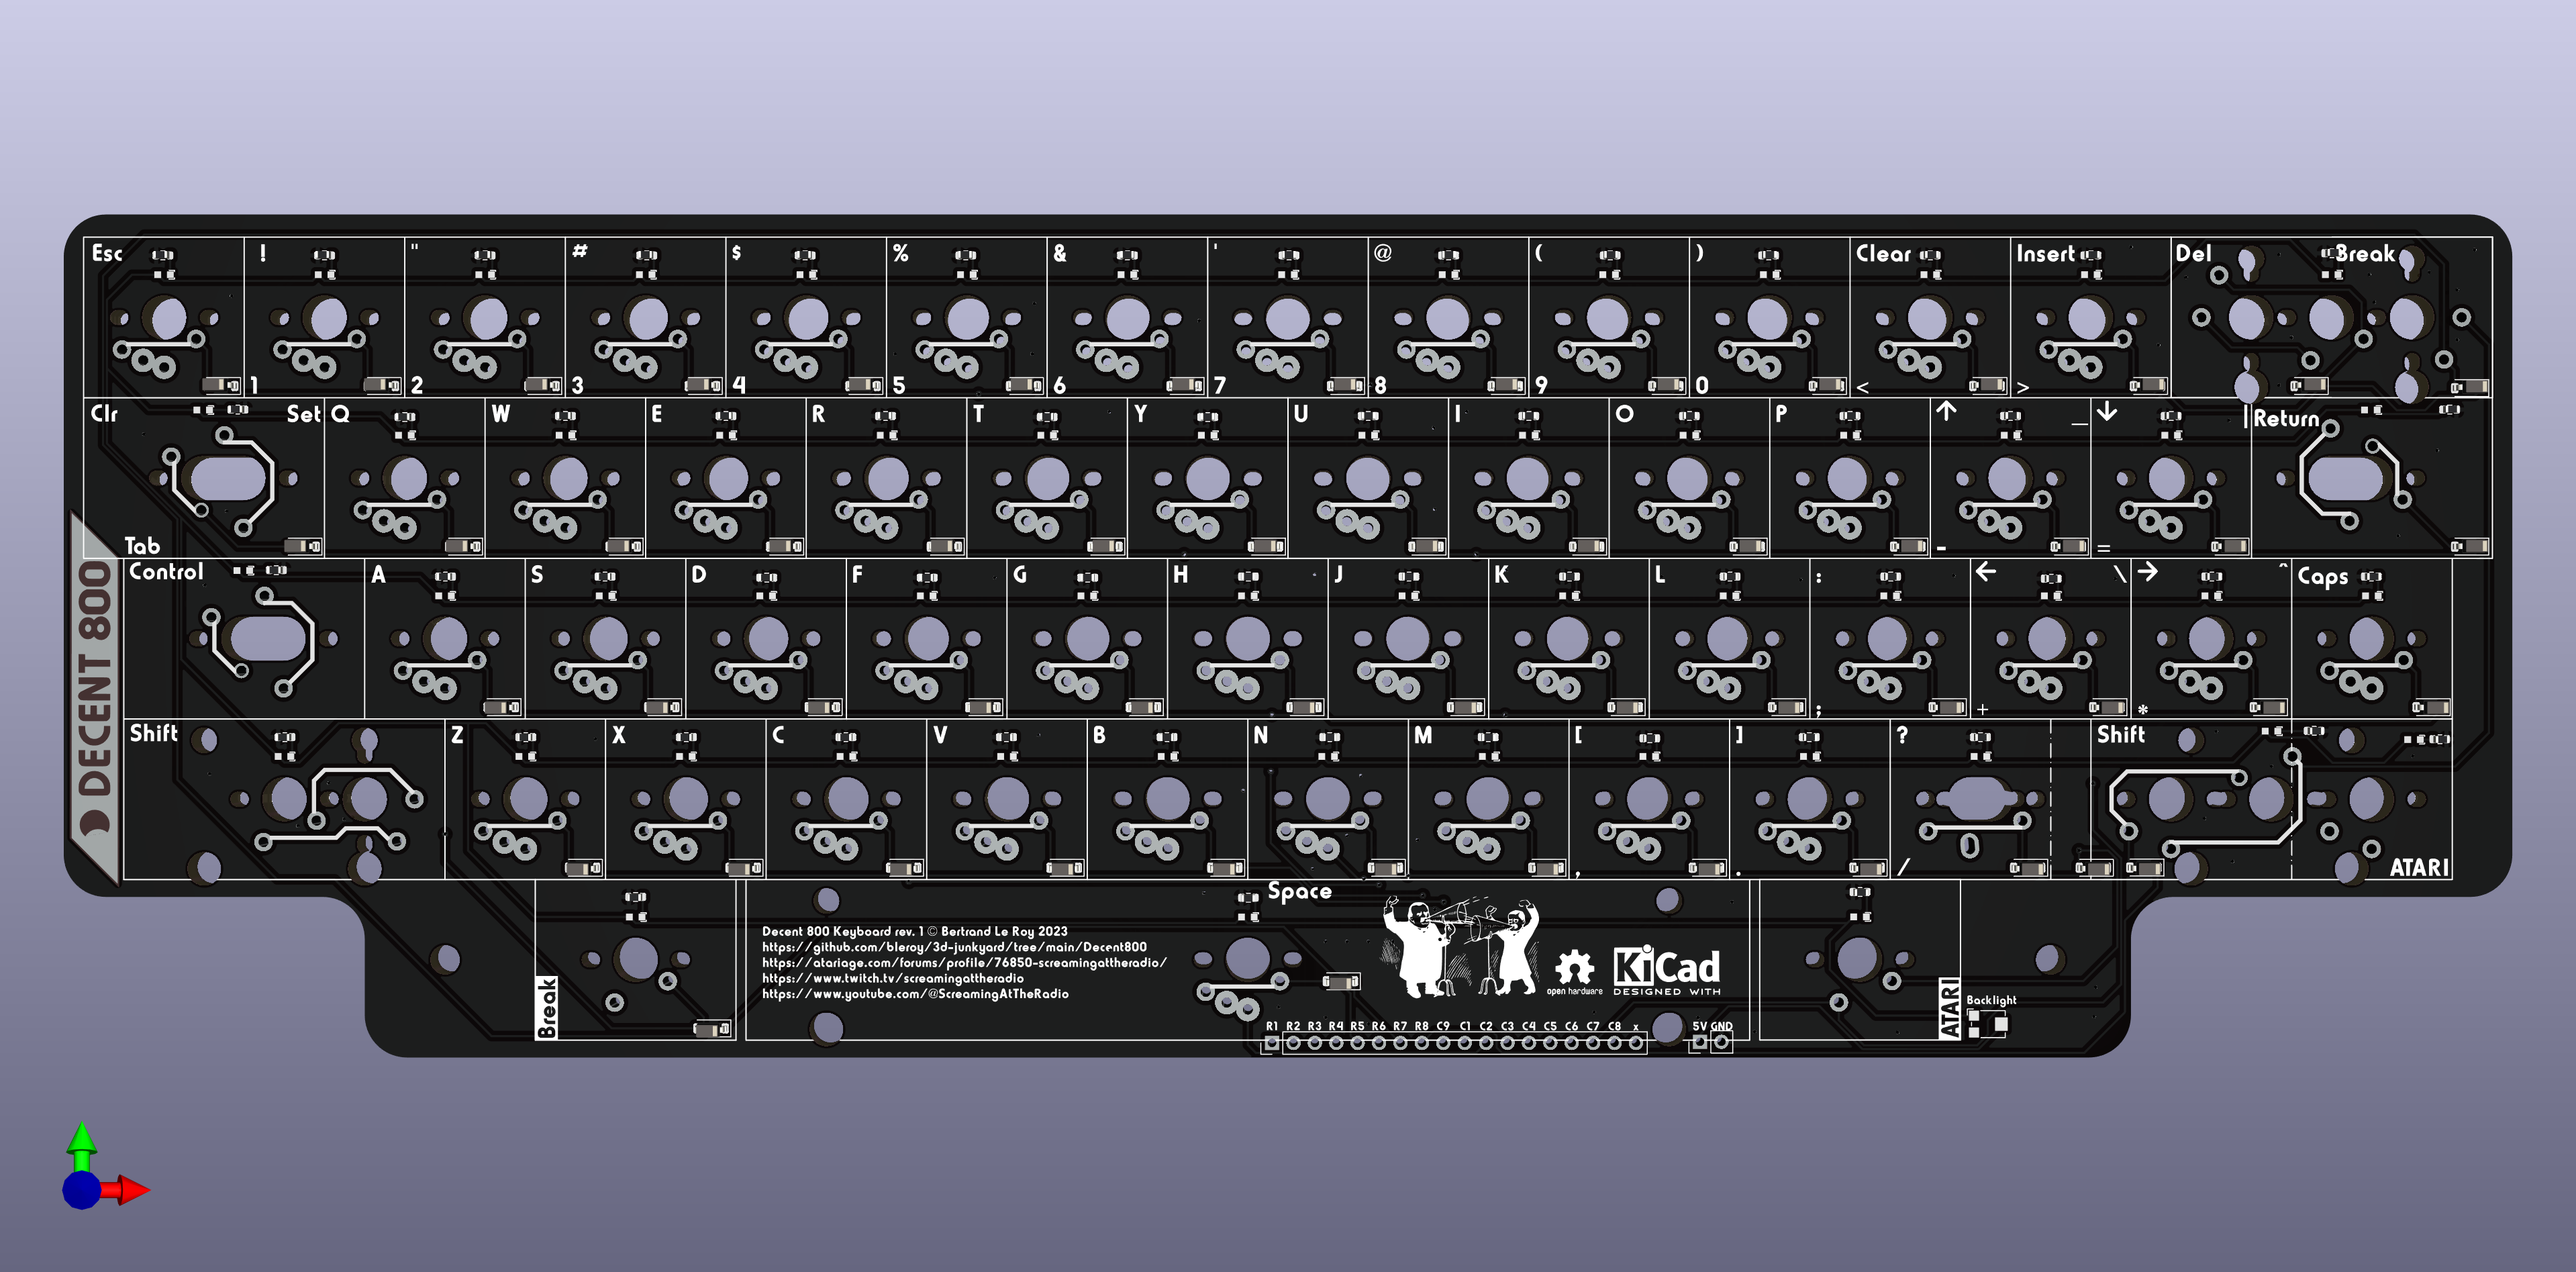 Esc ! " # $ % & ' @ ( ) Clear Insert Del Break
1 2 3 4 5 6 7 8 9 0 < >
Clr Set Q W E R T Y U I O P ↑ _ ↓ | Return
Tab - =
Control A S D F G H J K L : ← \ → ^ Caps
; + *
DECENT 800
Shift Z X C V B N M [ ] ? Shift
, . / ATARI
Space
Decent 800 Keyboard rev. 1 © Bertrand Le Roy 2023
https://github.com/bleroy/3d-junkyard/tree/main/Decent800
https://atariage.com/forums/profile/76850-screamingattheradio/
https://www.twitch.tv/screamingattheradio
https://www.youtube.com/@ScreamingAtTheRadio
open hardware
KiCad
DESIGNED WITH
Break
ATARI
Backlight
R1 R2 R3 R4 R5 R6 R7 R8 C9 C1 C2 C3 C4 C5 C6 C7 C8 x 5V GND